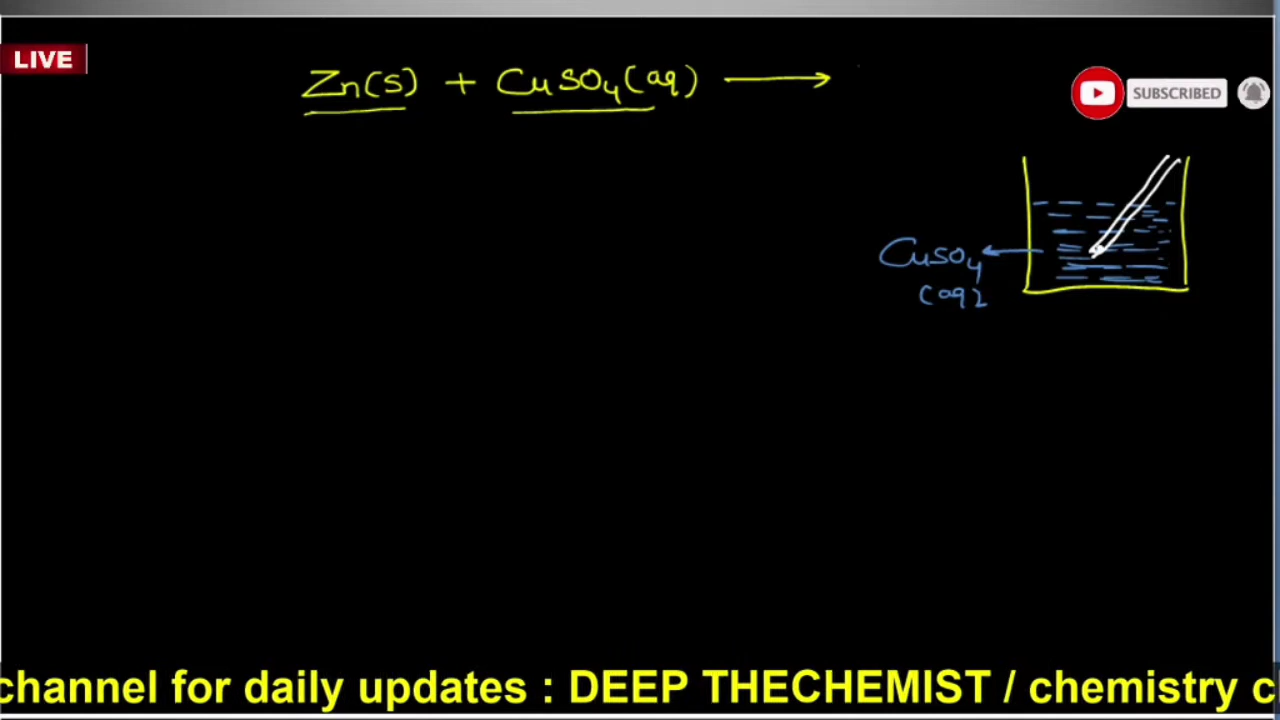 LIVE
Zn(s) + CuSO₄(aq) ⟶
SUBSCRIBED
CuSO₄
(aq)
channel for daily updates : DEEP THECHEMIST / chemistry c